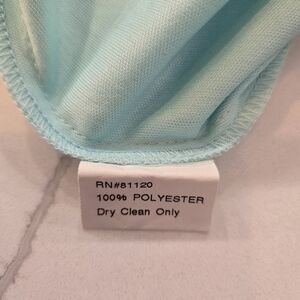 RN#81120
100% POLYESTER
Dry Clean Only